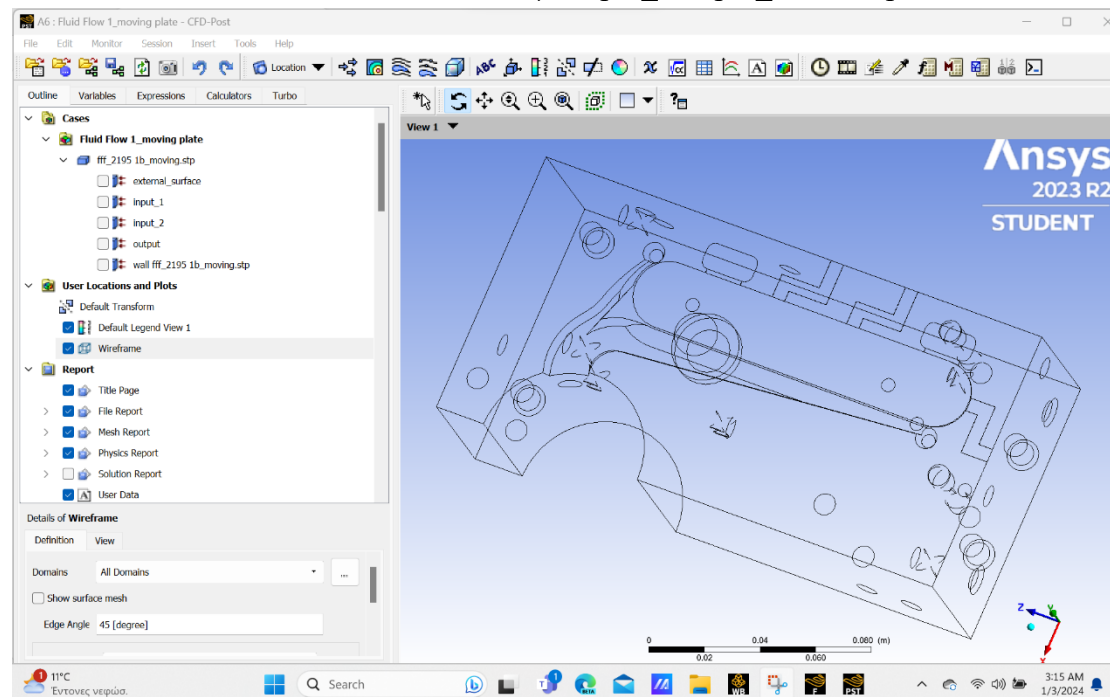 A6 : Fluid Flow 1_moving plate - CFD-Post
File Edit Monitor Session Insert Tools Help
Location
Outline Variables Expressions Calculators Turbo
View 1
Cases
Fluid Flow 1_moving plate
fff_2195 1b_moving.stp
external_surface
input_1
input_2
output
wall fff_2195 1b_moving.stp
User Locations and Plots
Default Transform
Default Legend View 1
Wireframe
Report
Title Page
File Report
Mesh Report
Physics Report
Solution Report
User Data
Details of Wireframe
Definition View
Domains All Domains ...
Show surface mesh
Edge Angle 45 [degree]
Ansys
2023 R2
STUDENT
Z Y
X
0 0.04 0.080 (m)
0.02 0.060
11°C
Έντονες νεφώσ.
Search
3:15 AM
2/3/2024